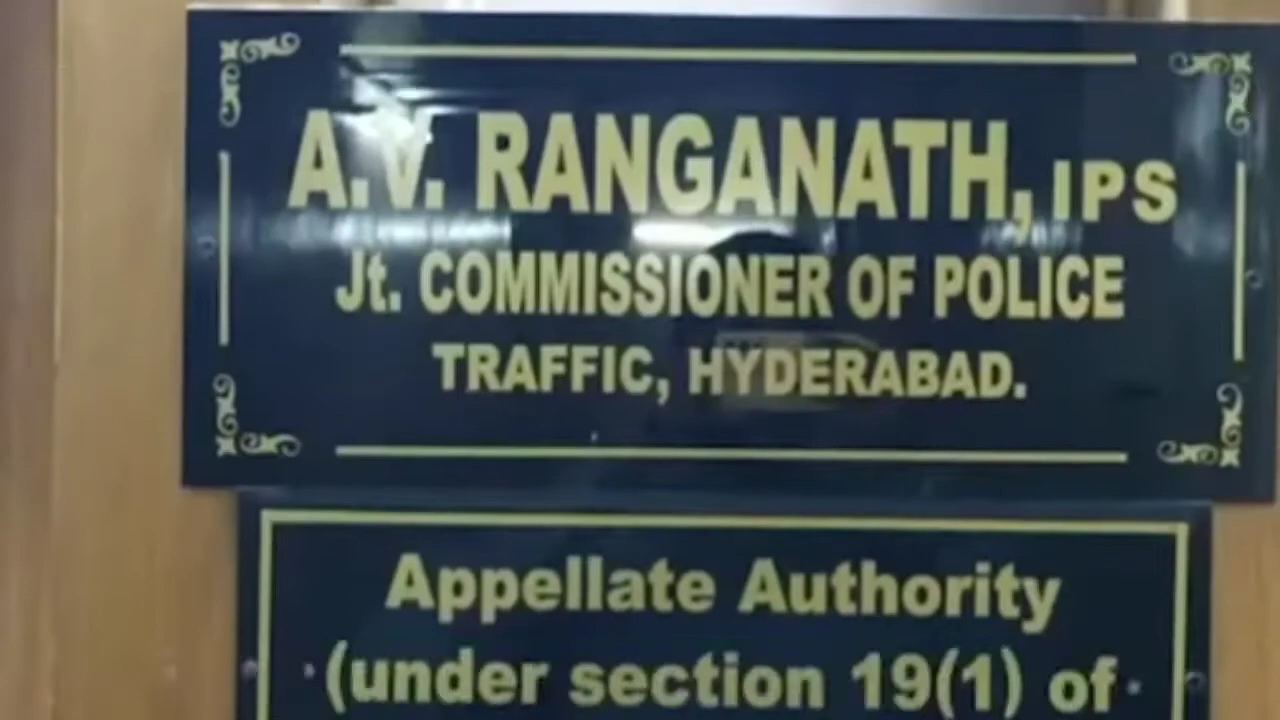 A.V. RANGANATH, IPS
Jt. COMMISSIONER OF POLICE
TRAFFIC, HYDERABAD.
Appellate Authority
(under section 19(1) of